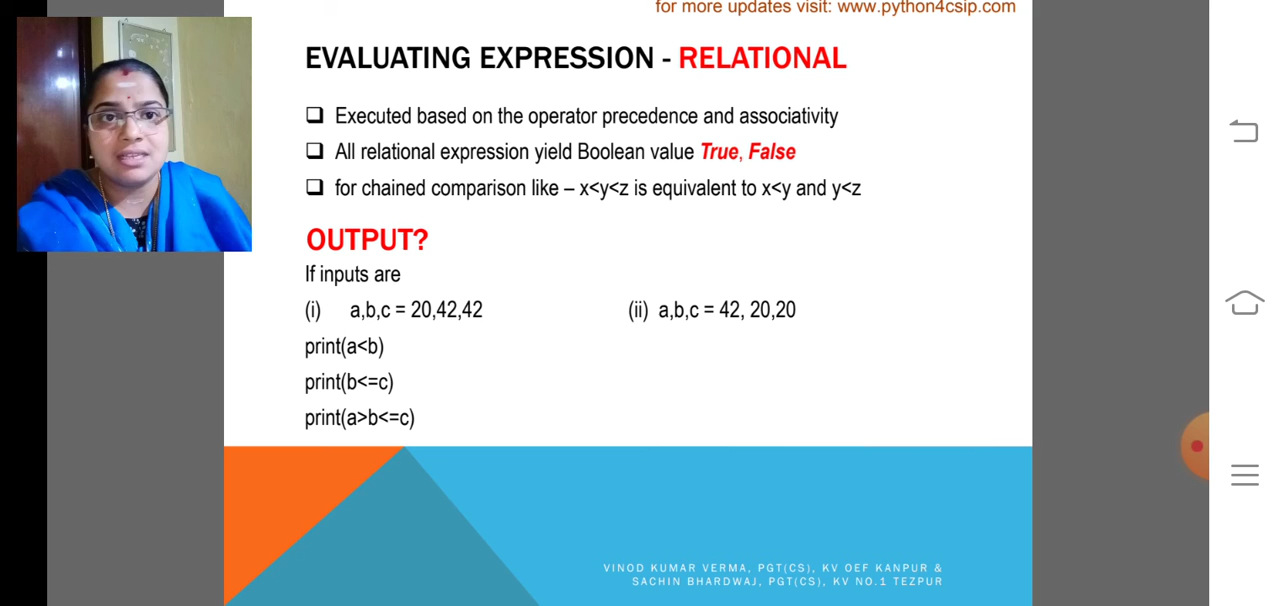 for more updates visit: www.python4csip.com
EVALUATING EXPRESSION - RELATIONAL
❑ Executed based on the operator precedence and associativity
❑ All relational expression yield Boolean value True, False
❑ for chained comparison like – x<y<z is equivalent to x<y and y<z
OUTPUT?
If inputs are
(i) a,b,c = 20,42,42 (ii) a,b,c = 42, 20,20
print(a<b)
print(b<=c)
print(a>b<=c)
VINOD KUMAR VERMA, PGT(CS), KV OEF KANPUR &
SACHIN BHARDWAJ, PGT(CS), KV NO.1 TEZPUR